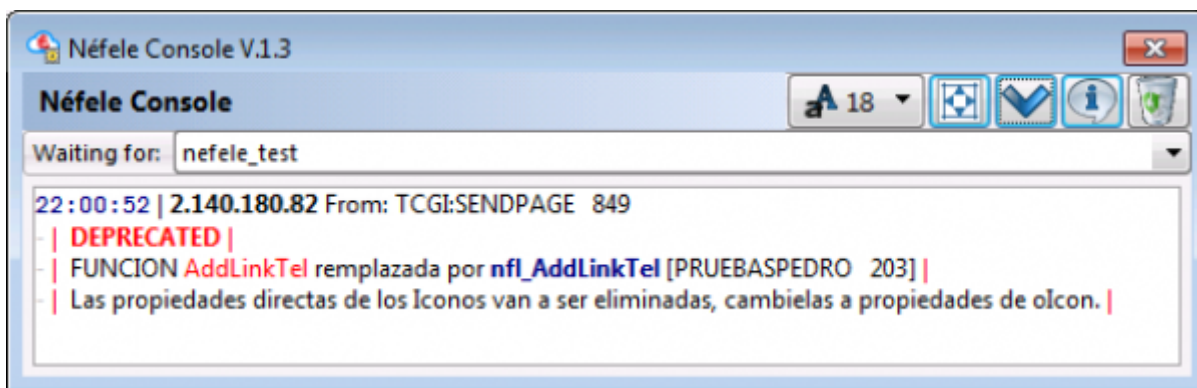 Néfele Console V.1.3
Néfele Console
aA 18
Waiting for: nefele_test
22:00:52 | 2.140.180.82 From: TCGI:SENDPAGE 849
| DEPRECATED |
| FUNCION AddLinkTel remplazada por nfl_AddLinkTel [PRUEBASPEDRO 203] |
| Las propiedades directas de los Iconos van a ser eliminadas, cambielas a propiedades de oIcon. |